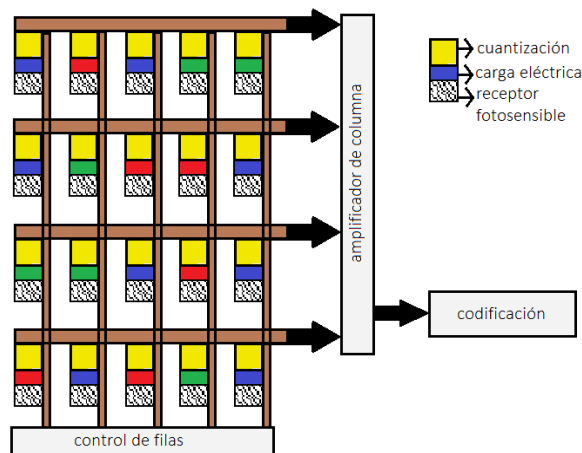 cuantización
carga eléctrica
receptor
fotosensible
amplificador de columna
codificación
control de filas